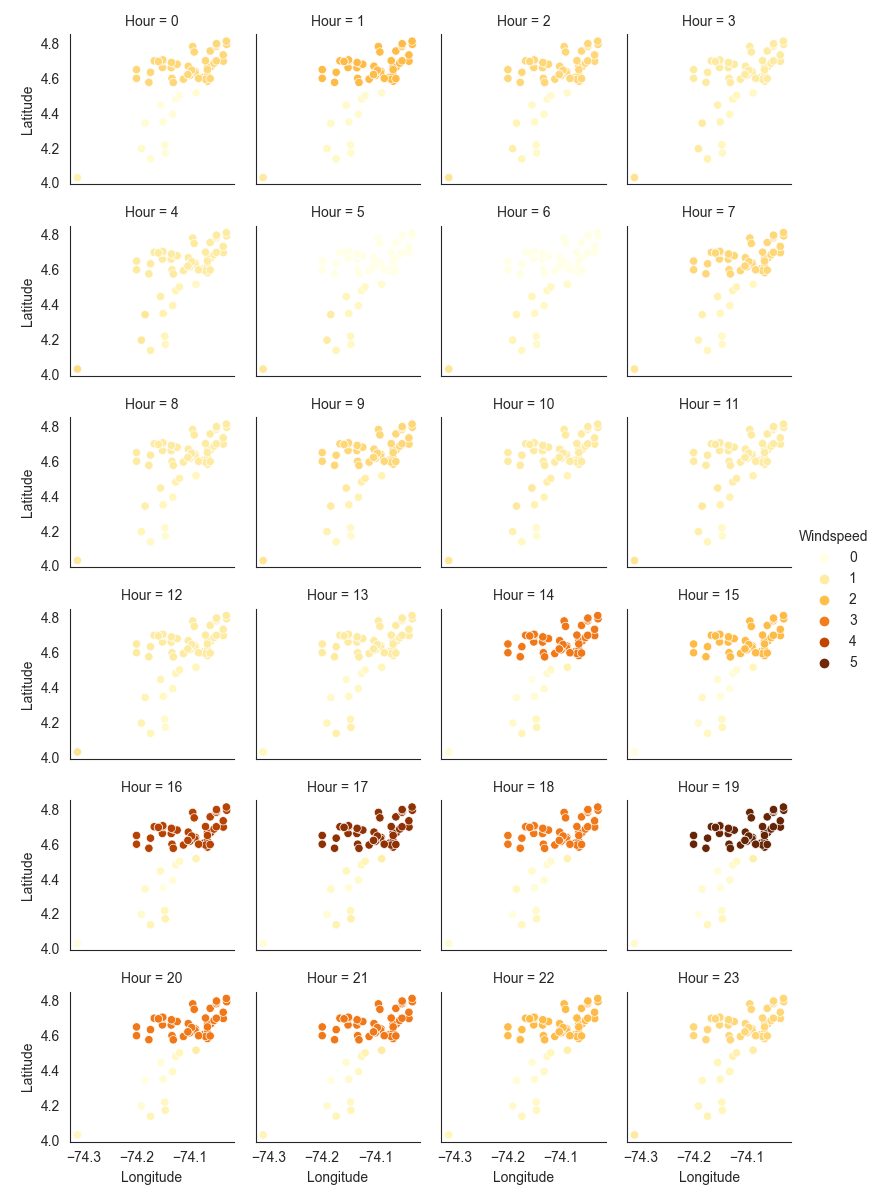 Hour = 0
Hour = 1
Hour = 2
Hour = 3
4.8
4.6
4.4
4.2
4.0
Latitude
Hour = 4
Hour = 5
Hour = 6
Hour = 7
4.8
4.6
4.4
4.2
4.0
Latitude
Hour = 8
Hour = 9
Hour = 10
Hour = 11
4.8
4.6
4.4
4.2
4.0
Latitude
Windspeed
0
1
2
3
4
5
Hour = 12
Hour = 13
Hour = 14
Hour = 15
4.8
4.6
4.4
4.2
4.0
Latitude
Hour = 16
Hour = 17
Hour = 18
Hour = 19
4.8
4.6
4.4
4.2
4.0
Latitude
Hour = 20
Hour = 21
Hour = 22
Hour = 23
4.8
4.6
4.4
4.2
4.0
Latitude
−74.3 −74.2 −74.1
Longitude
−74.3 −74.2 −74.1
Longitude
−74.3 −74.2 −74.1
Longitude
−74.3 −74.2 −74.1
Longitude